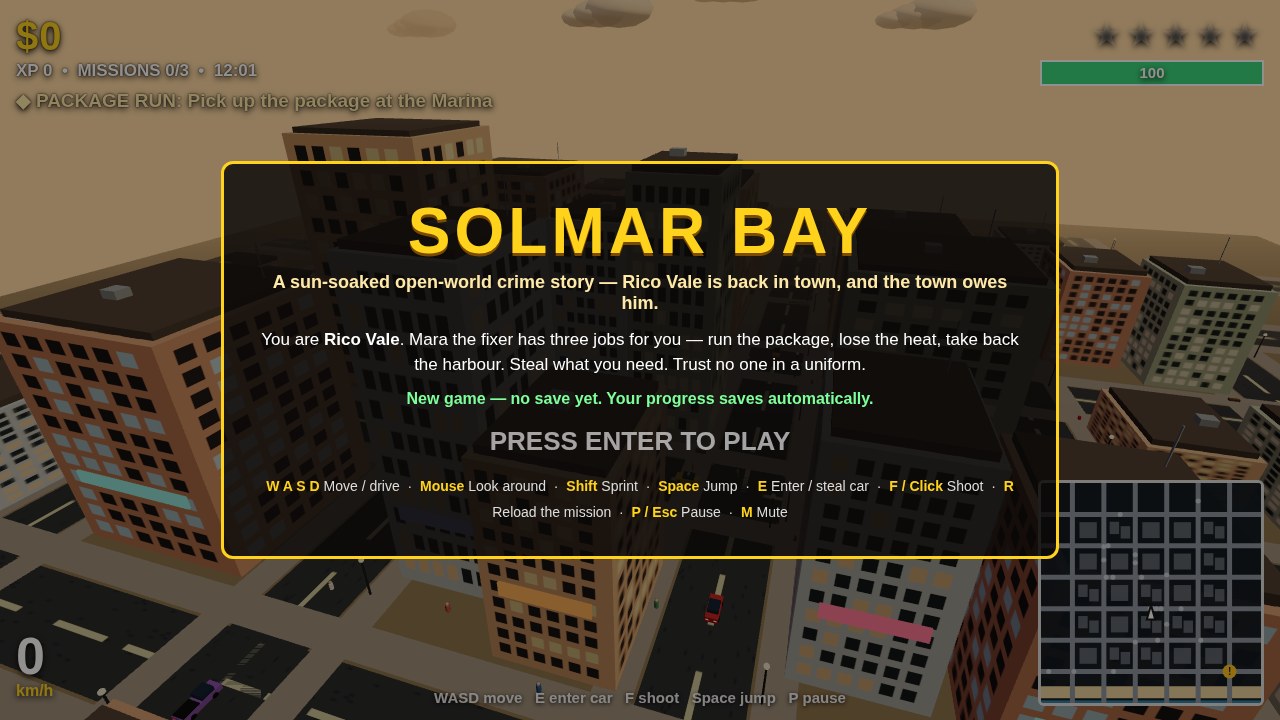 $0
XP 0 • MISSIONS 0/3 • 12:01
◆ PACKAGE RUN: Pick up the package at the Marina
★ ★ ★ ★ ★
100
SOLMAR BAY
A sun-soaked open-world crime story — Rico Vale is back in town, and the town owes
him.
You are Rico Vale. Mara the fixer has three jobs for you — run the package, lose the heat, take back
the harbour. Steal what you need. Trust no one in a uniform.
New game — no save yet. Your progress saves automatically.
PRESS ENTER TO PLAY
W A S D Move / drive · Mouse Look around · Shift Sprint · Space Jump · E Enter / steal car · F / Click Shoot · R
Reload the mission · P / Esc Pause · M Mute
!
0
km/h
WASD move E enter car F shoot Space jump P pause